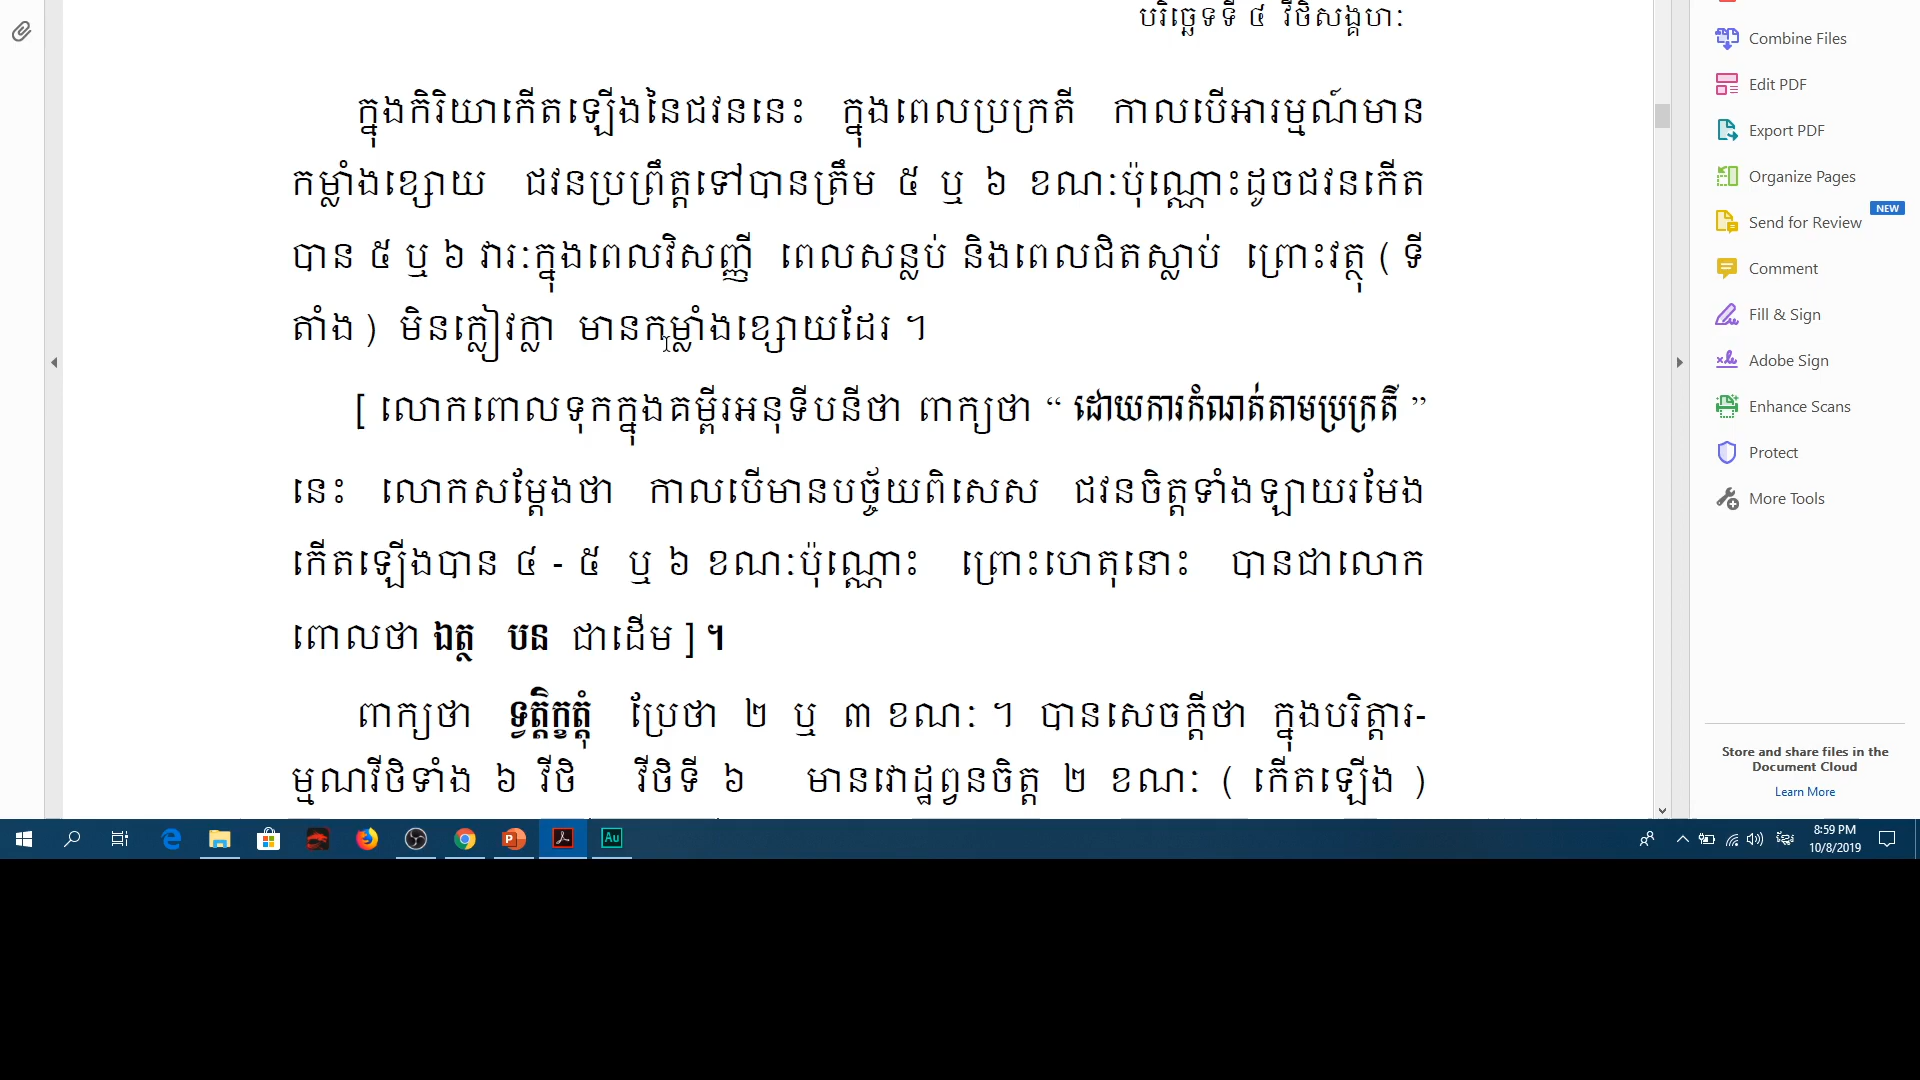 បរិច្ឆេទទី ៤ វីថិសង្គហៈ
ក្នុងកិរិយាកើតឡើងនៃជវននេះ ក្នុងពេលប្រក្រតី កាលបើអារម្មណ៍មាន
កម្លាំងខ្សោយ ជវនប្រព្រឹត្តទៅបានត្រឹម ៥ ឬ ៦ ខណៈប៉ុណ្ណោះដូចជវនកើត
បាន ៥ ឬ ៦ វារៈក្នុងពេលវិសញ្ញី ពេលសន្លប់ និងពេលជិតស្លាប់ ព្រោះវត្ថុ ( ទី
តាំង ) មិនក្លៀវក្លា មានកម្លាំងខ្សោយដែរ ។
[ លោកពោលទុកក្នុងគម្ពីរអនុទីបនីថា ពាក្យថា “ ដោយការកំណត់តាមប្រក្រតី ”
នេះ លោកសម្តែងថា កាលបើមានបច្ច័យពិសេស ជវនចិត្តទាំងឡាយរមែង
កើតឡើងបាន ៤ - ៥ ឬ ៦ ខណៈប៉ុណ្ណោះ ព្រោះហេតុនោះ បានជាលោក
ពោលថា ឯត្ថ បន ជាដើម ] ។
ពាក្យថា ទ្វត្តិក្ខត្តុំ ប្រែថា ២ ឬ ៣ ខណៈ ។ បានសេចក្តីថា ក្នុងបរិត្តារ-
ម្មណវីថិទាំង ៦ វីថិ វីថិទី ៦ មានវោដ្ឋព្វនចិត្ត ២ ខណៈ ( កើតឡើង )
Combine Files
Edit PDF
Export PDF
Organize Pages
Send for Review NEW
Comment
Fill & Sign
Adobe Sign
Enhance Scans
Protect
More Tools
Store and share files in the
Document Cloud
Learn More
8:59 PM
10/8/2019